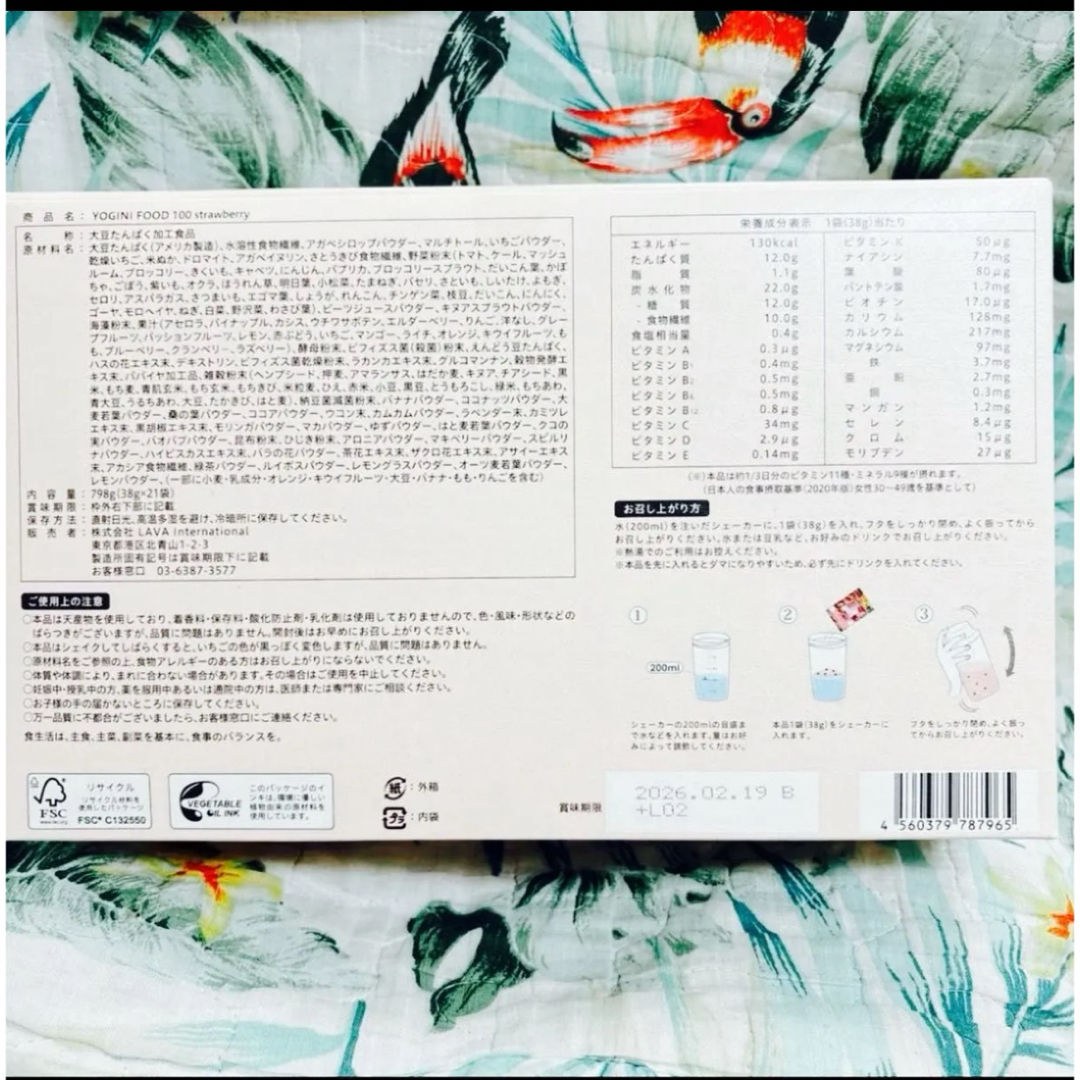 商品名： YOGINI FOOD 100 strawberry
名称：大豆たんぱく加工食品
原材料名：大豆たんぱく(アメリカ製造)、水溶性食物繊維、アガベシロップパウダー、マルチトール、いちごパウダー、
乾燥いちご、米ぬか、ドロマイト、アガベイヌリン、さとうきび食物繊維、野菜粉末(トマト、ケール、マッシュ
ルーム、ブロッコリー、きくいも、キャベツ、にんじん、パプリカ、ブロッコリースプラウト、だいこん葉、かぼ
ちゃ、ごぼう、紫いも、オクラ、ほうれん草、明日葉、小松菜、たまねぎ、パセリ、さといも、しいたけ、よもぎ、
セロリ、アスパラガス、さつまいも、エゴマ葉、しょうが、れんこん、チンゲン菜、枝豆、だいこん、にんにく、
ゴーヤ、モロヘイヤ、ねぎ、白菜、野沢菜、わさび葉)、ビーツジュースパウダー、キヌアスプラウトパウダー、
海藻粉末、果汁(アセロラ、パイナップル、カシス、ウチワサボテン、エルダーベリー、りんご、洋なし、グレー
プフルーツ、パッションフルーツ、レモン、赤ぶどう、いちご、マンゴー、ライチ、オレンジ、キウイフルーツ、も
も、ブルーベリー、クランベリー、ラズベリー)、酵母粉末、ビフィズス菌(殺菌)粉末、えんどう豆たんぱく、
ハスの花エキス末、デキストリン、ビフィズス菌乾燥粉末、ラカンカエキス末、グルコマンナン、穀物発酵エ
キス末、パパイヤ加工品、雑穀粉末(ヘンプシード、押麦、アマランサス、はだか麦、キヌア、チアシード、黒
米、もち麦、青肌玄米、もち玄米、もちきび、米粒麦、ひえ、赤米、小豆、黒豆、とうもろこし、緑米、もちあわ、
青大豆、うるちあわ、大豆、たかきび、はと麦)、納豆菌滅菌粉末、バナナパウダー、ココナッツパウダー、大
麦若葉パウダー、桑の葉パウダー、ココアパウダー、ウコン末、カムカムパウダー、ラベンダー末、カミツレ
エキス末、黒胡椒エキス末、モリンガパウダー、マカパウダー、ゆずパウダー、はと麦若葉パウダー、クコの
実パウダー、バオバブパウダー、昆布粉末、ひじき粉末、アロニアパウダー、マキベリーパウダー、スピルリ
ナパウダー、ハイビスカスエキス末、バラの花パウダー、茶花エキス末、ザクロ花エキス末、アサイーエキス
末、アカシア食物繊維、緑茶パウダー、ルイボスパウダー、レモングラスパウダー、オーツ麦若葉パウダー、
レモンパウダー、(一部に小麦・乳成分・オレンジ・キウイフルーツ・大豆・バナナ・もも・りんごを含む)
内容量：798g(38g×21袋)
賞味期限：枠外右下部に記載
保存方法：直射日光、高温多湿を避け、冷暗所に保存してください。
販売者：株式会社 LAVA International
東京都港区北青山1-2-3
製造所固有記号は賞味期限下に記載
お客様窓口 03-6387-3577
ご使用上の注意
○本品は天産物を使用しており、着香料・保存料・酸化防止剤・乳化剤は使用しておりませんので、色・風味・形状などの
ばらつきがございますが、品質に問題はありません。開封後はお早めにお召し上がりください。
○本品はシェイクしてしばらくすると、いちごの色が黒っぽく変色しますが、品質に問題はありません。
○原材料名をご参照の上、食物アレルギーのある方はお召し上がりにならないでください。
○体質や体調により、まれに合わない場合があります。その場合はご使用を中止してください。
○妊娠中・授乳中の方、薬を服用中あるいは通院中の方は、医師または専門家にご相談ください。
○お子様の手の届かないところに保存してください。
○万一品質に不都合がございましたら、お客様窓口にご連絡ください。
食生活は、主食、主菜、副菜を基本に、食事のバランスを。
リサイクル
リサイクル材料を
使用したパッケージ
FSC® C132550
FSC
www.fsc.org
VEGETABLE
OIL INK
このパッケージのイ
ンキは、環境に優しい
植物由来の原材料を
使用しています。
紙：外箱
プラ：内袋
栄養成分表示 1袋(38g)当たり
エネルギー 130kcal
たんぱく質 12.0g
脂質 1.1g
炭水化物 22.0g
- 糖質 12.0g
- 食物繊維 10.0g
食塩相当量 0.4g
ビタミン A 0.3μg
ビタミン B1 0.4mg
ビタミン B2 0.5mg
ビタミン B6 0.5mg
ビタミン B12 0.8μg
ビタミン C 34mg
ビタミン D 2.9μg
ビタミン E 0.14mg
ビタミン K 50μg
ナイアシン 7.7mg
葉酸 80μg
パントテン酸 1.7mg
ビオチン 17.0μg
カリウム 128mg
カルシウム 217mg
マグネシウム 97mg
鉄 3.7mg
亜鉛 2.7mg
銅 0.3mg
マンガン 1.2mg
セレン 8.4μg
クロム 15μg
モリブデン 27μg
(※)本品は約1/3日分のビタミン11種・ミネラル9種が摂れます。
(日本人の食事摂取基準(2020年版)女性30～49歳を基準として)
お召し上がり方
水(200ml)を注いだシェーカーに、1袋(38g)を入れ、フタをしっかり閉め、よく振ってから
お召し上がりください。水または豆乳など、お好みのドリンクでお召し上がりください。
※熱湯でのご利用はお控えください。
※本品を先に入れるとダマになりやすいため、必ず先にドリンクを入れてください。
① ② ③
200ml
シェーカーの200mlの目盛ま
で水などを入れます。量はお好
みによって調節してください。
本品1袋(38g)をシェーカーに
入れます。
フタをしっかり閉め、よく振っ
てからお召し上がりください。
賞味期限
2026.02.19 B
+L02
4 560379 787965